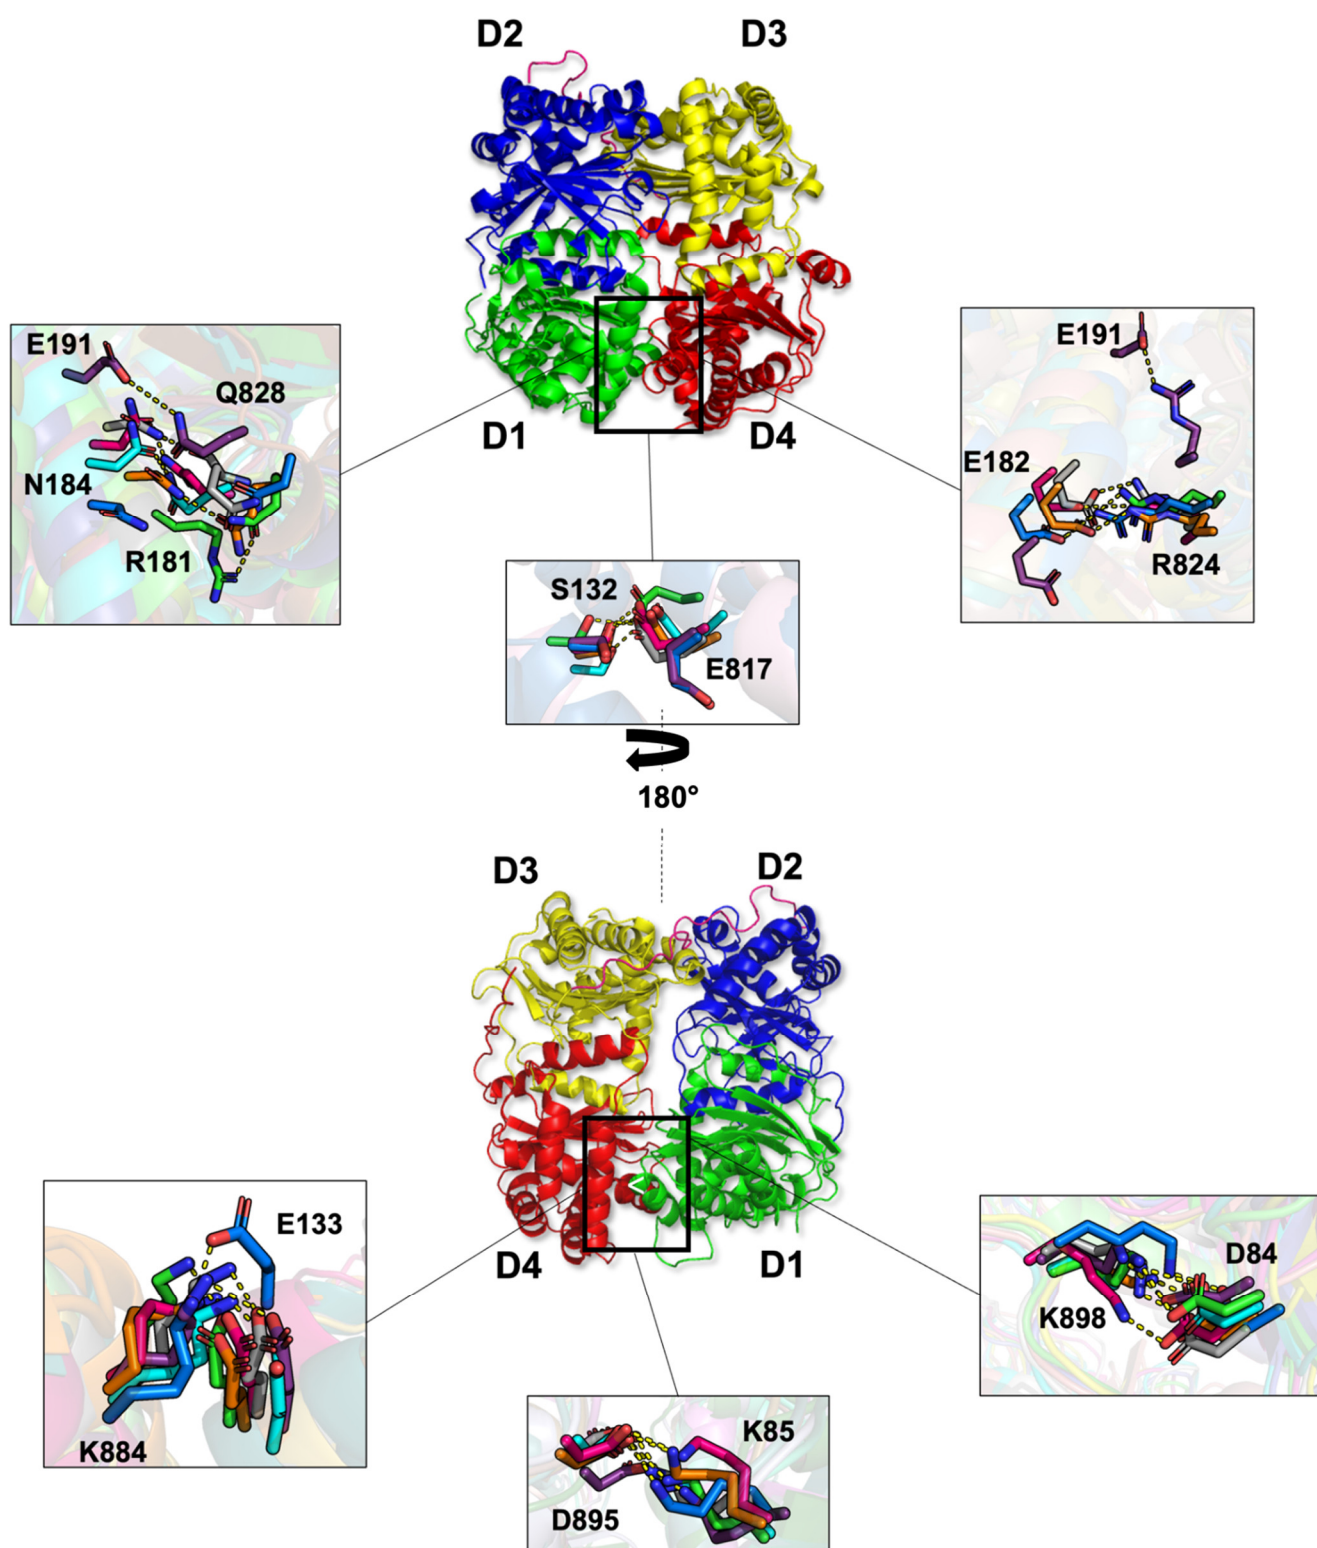 D2 D3
E191
Q828
N184
R181
D1 D4
E191
E182
R824
S132
E817
180°
D3 D2
D4 D1
E133
K884
D84
K898
K85
D895